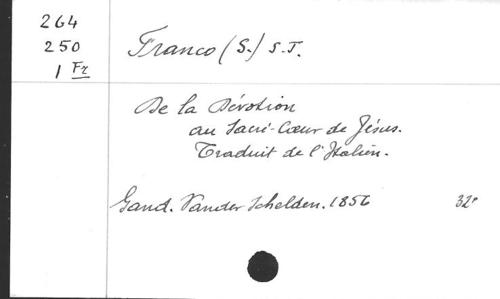 264
250
1 Fr
Franco (S.) S.J.
De la Dévotion
au Sacré-Cœur de Jésus.
Traduit de l'Italien.
Gand. Vander Schelden. 1856
32º